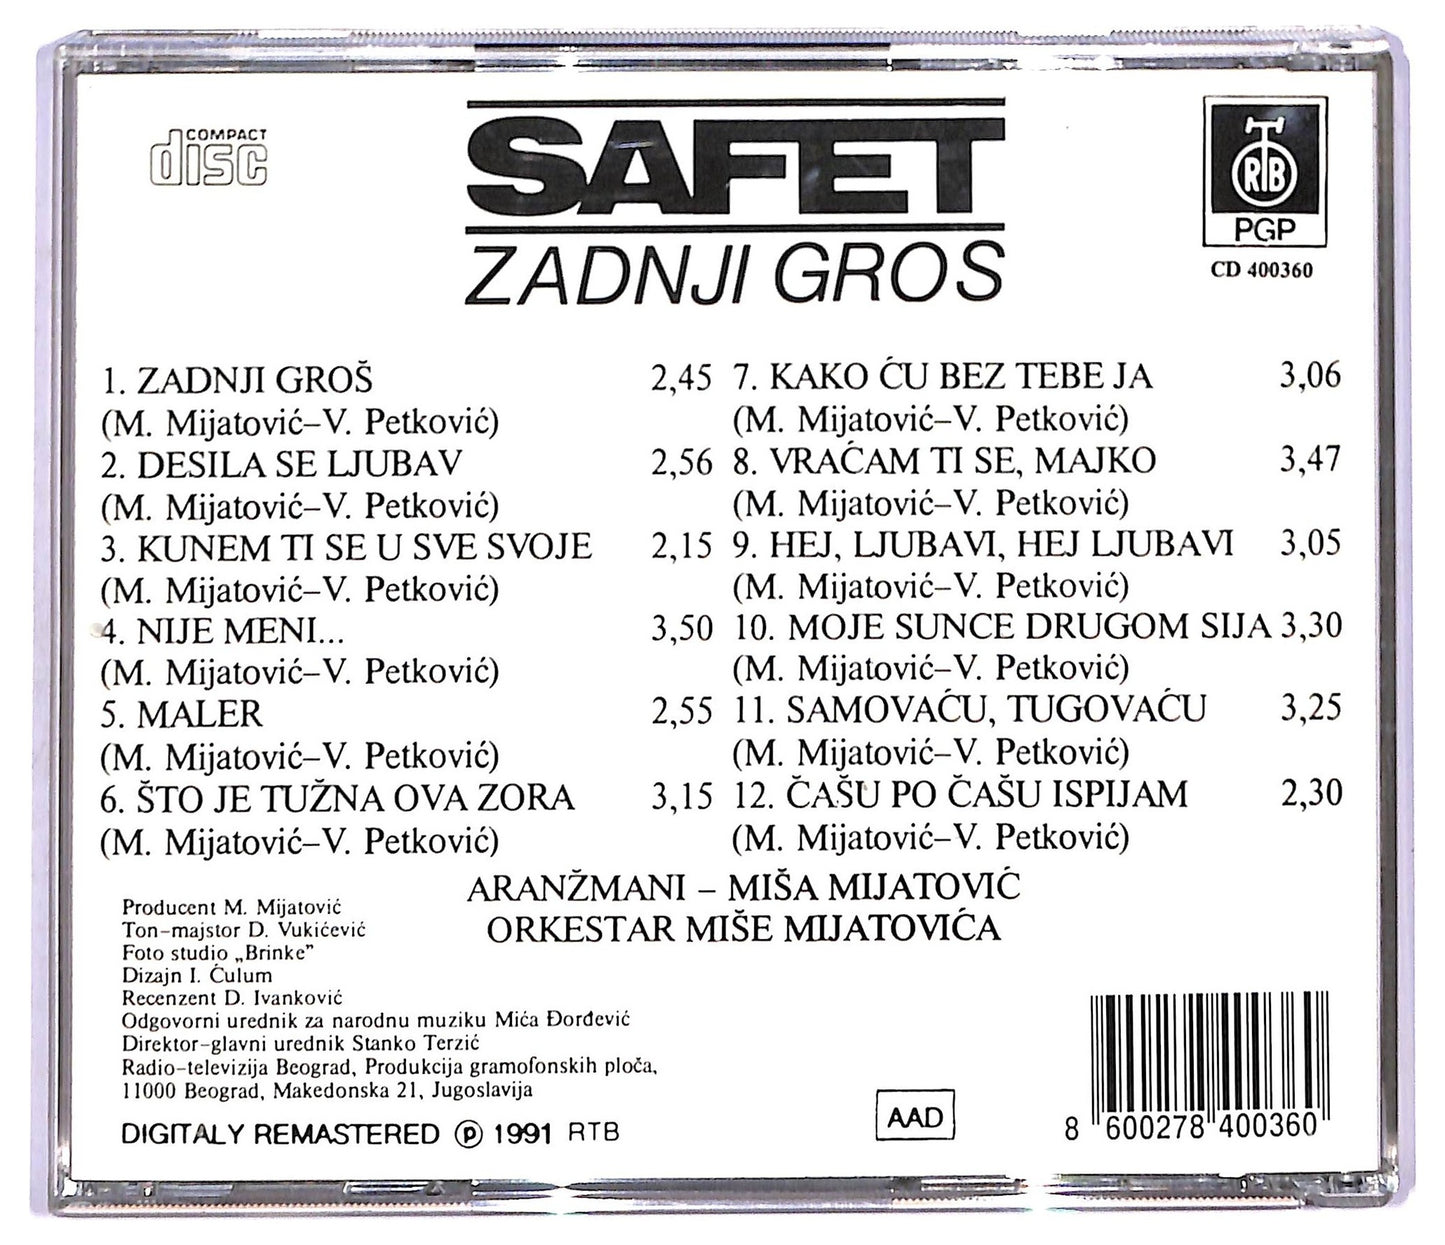 COMPACT
disc
SAFET
ZADNJI GROS
RTB
PGP
CD 400360
1. ZADNJI GROŠ 2,45
(M. Mijatović–V. Petković)
2. DESILA SE LJUBAV 2,56
(M. Mijatović–V. Petković)
3. KUNEM TI SE U SVE SVOJE 2,15
(M. Mijatović–V. Petković)
4. NIJE MENI... 3,50
(M. Mijatović–V. Petković)
5. MALER 2,55
(M. Mijatović–V. Petković)
6. ŠTO JE TUŽNA OVA ZORA 3,15
(M. Mijatović–V. Petković)
7. KAKO ĆU BEZ TEBE JA 3,06
(M. Mijatović–V. Petković)
8. VRAĆAM TI SE, MAJKO 3,47
(M. Mijatović–V. Petković)
9. HEJ, LJUBAVI, HEJ LJUBAVI 3,05
(M. Mijatović–V. Petković)
10. MOJE SUNCE DRUGOM SIJA 3,30
(M. Mijatović–V. Petković)
11. SAMOVAĆU, TUGOVAĆU 3,25
(M. Mijatović–V. Petković)
12. ČAŠU PO ČAŠU ISPIJAM 2,30
(M. Mijatović–V. Petković)
ARANŽMANI – MIŠA MIJATOVIĆ
ORKESTAR MIŠE MIJATOVIĆA
Producent M. Mijatović
Ton–majstor D. Vukićević
Foto studio „Brinke”
Dizajn I. Ćulum
Recenzent D. Ivanković
Odgovorni urednik za narodnu muziku Mića Đorđević
Direktor–glavni urednik Stanko Terzić
Radio–televizija Beograd, Produkcija gramofonskih ploča,
11000 Beograd, Makedonska 21, Jugoslavija
DIGITALY REMASTERED ℗ 1991 RTB
AAD
8 600278 400360